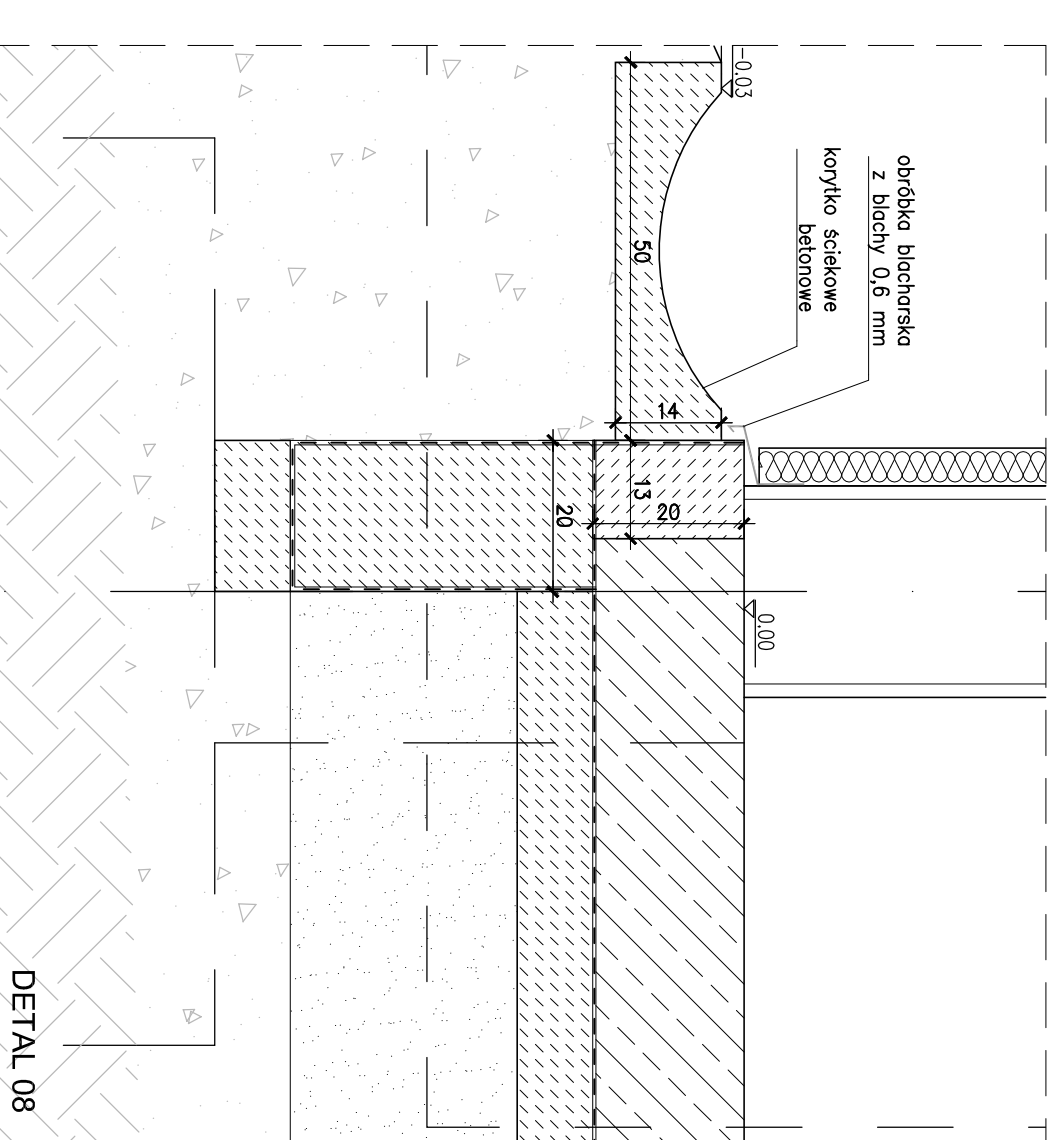 -0.03
obróbka blacharska
z blachy 0,6 mm
korytko ściekowe
betonowe
50
14
13
20
20
0.00
DETAL 08